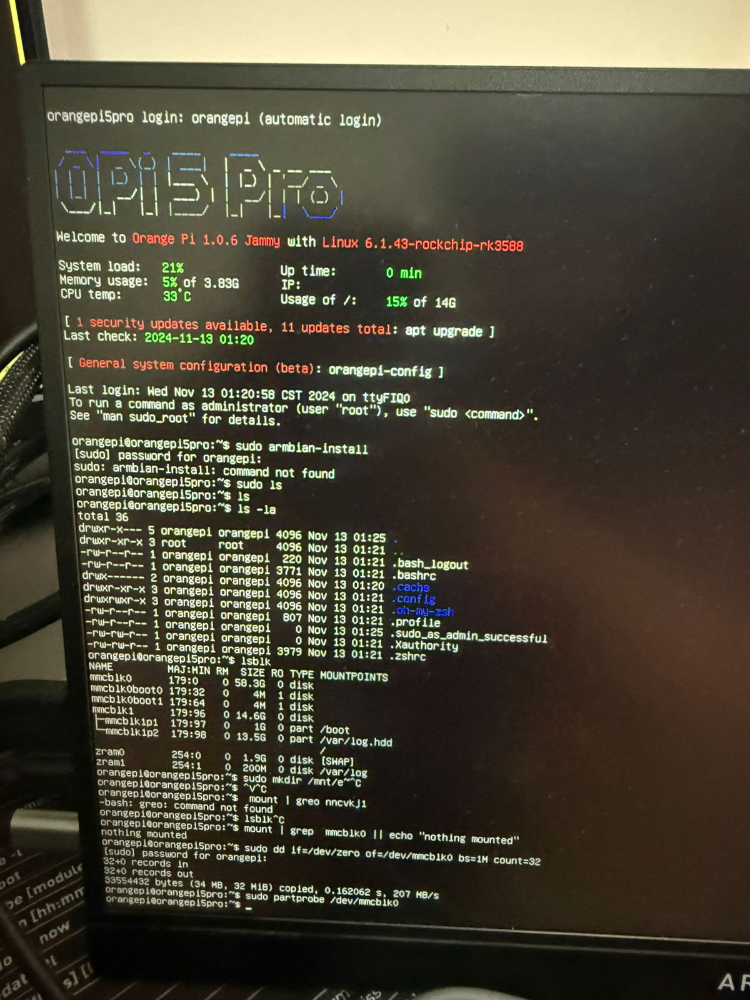 orangepi5pro login: orangepi (automatic login)
OPi5Pro
Welcome to Orange Pi 1.0.6 Jammy with Linux 6.1.43-rockchip-rk3588
System load: 21% Up time: 0 min
Memory usage: 5% of 3.83G IP:
CPU temp: 33°C Usage of /: 15% of 14G
[ 1 security updates available, 11 updates total: apt upgrade ]
Last check: 2024-11-13 01:20
[ General system configuration (beta): orangepi-config ]
Last login: Wed Nov 13 01:20:58 CST 2024 on ttyFIQ0
To run a command as administrator (user "root"), use "sudo <command>".
See "man sudo_root" for details.
orangepi@orangepi5pro:~$ sudo armbian-install
[sudo] password for orangepi:
sudo: armbian-install: command not found
orangepi@orangepi5pro:~$ sudo ls
orangepi@orangepi5pro:~$ ls
orangepi@orangepi5pro:~$ ls -la
total 36
drwxr-x--- 5 orangepi orangepi 4096 Nov 13 01:25 .
drwxr-xr-x 3 root root 4096 Nov 13 01:21 ..
-rw-r--r-- 1 orangepi orangepi 220 Nov 13 01:21 .bash_logout
-rw-r--r-- 1 orangepi orangepi 3771 Nov 13 01:21 .bashrc
drwx------ 2 orangepi orangepi 4096 Nov 13 01:20 .cache
drwxr-xr-x 3 orangepi orangepi 4096 Nov 13 01:21 .config
drwxrwxr-x 3 orangepi orangepi 4096 Nov 13 01:21 .oh-my-zsh
-rw-r--r-- 1 orangepi orangepi 807 Nov 13 01:21 .profile
-rw-r--r-- 1 orangepi orangepi 0 Nov 13 01:25 .sudo_as_admin_successful
-rw-rw-r-- 1 orangepi orangepi 0 Nov 13 01:21 .Xauthority
-rw-rw-r-- 1 orangepi orangepi 3979 Nov 13 01:21 .zshrc
orangepi@orangepi5pro:~$ lsblk
NAME MAJ:MIN RM SIZE RO TYPE MOUNTPOINTS
mmcblk0 179:0 0 58.3G 0 disk
mmcblk0boot0 179:32 0 4M 1 disk
mmcblk0boot1 179:64 0 4M 1 disk
mmcblk1 179:96 0 14.6G 0 disk
├─mmcblk1p1 179:97 0 1G 0 part /boot
└─mmcblk1p2 179:98 0 13.5G 0 part /var/log.hdd
/
zram0 254:0 0 1.9G 0 disk [SWAP]
zram1 254:1 0 200M 0 disk /var/log
orangepi@orangepi5pro:~$ sudo mkdir /mnt/e~^C
orangepi@orangepi5pro:~$ ^V^C
orangepi@orangepi5pro:~$ mount | greo nncvkj1
-bash: greo: command not found
orangepi@orangepi5pro:~$ lsblk^C
orangepi@orangepi5pro:~$ mount | grep mmcblk0 || echo "nothing mounted"
nothing mounted
orangepi@orangepi5pro:~$ sudo dd if=/dev/zero of=/dev/mmcblk0 bs=1M count=32
[sudo] password for orangepi:
32+0 records in
32+0 records out
33554432 bytes (34 MB, 32 MiB) copied, 0.162062 s, 207 MB/s
orangepi@orangepi5pro:~$ sudo partprobe /dev/mmcblk0
orangepi@orangepi5pro:~$ _
[module
[hh:mm
now